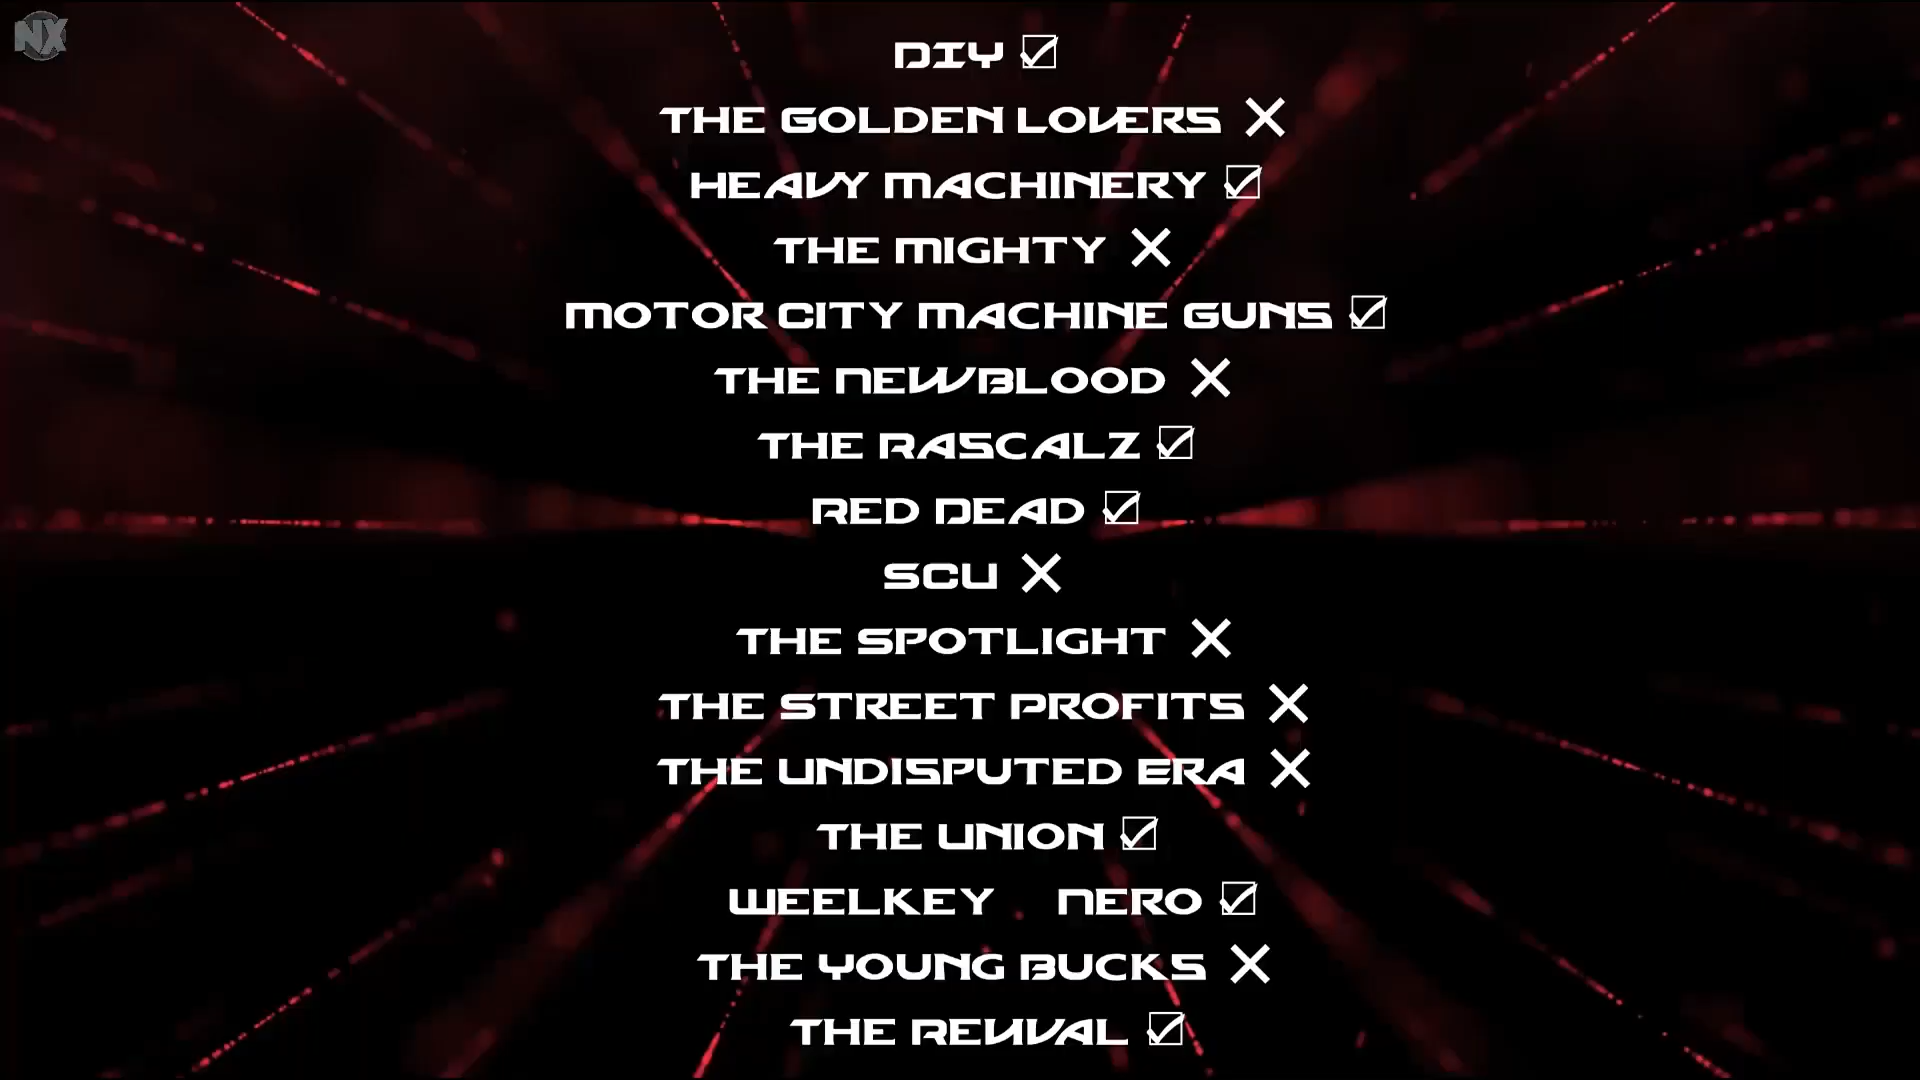 NX
DIY ☑
THE GOLDEN LOVERS ✕
HEAVY MACHINERY ☑
THE MIGHTY ✕
MOTOR CITY MACHINE GUNS ☑
THE NEWBLOOD ✕
THE RASCALZ ☑
RED DEAD ☑
SCU ✕
THE SPOTLIGHT ✕
THE STREET PROFITS ✕
THE UNDISPUTED ERA ✕
THE UNION ☑
WEELKEY NERO ☑
THE YOUNG BUCKS ✕
THE REVIVAL ☑